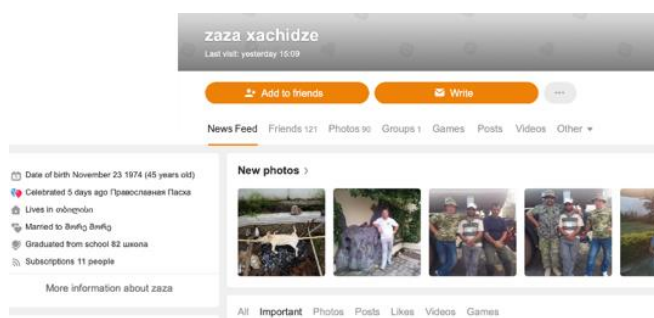 zaza xachidze
Last visit: yesterday 15:09
Add to friends
Write
News Feed Friends 121 Photos 90 Groups 1 Games Posts Videos Other
Date of birth November 23 1974 (45 years old)
Celebrated 5 days ago Православная Пасха
Lives in თბილისი
Married to მორე მორე
Graduated from school 82 школа
Subscriptions 11 people
More information about zaza
New photos
All Important Photos Posts Likes Videos Games